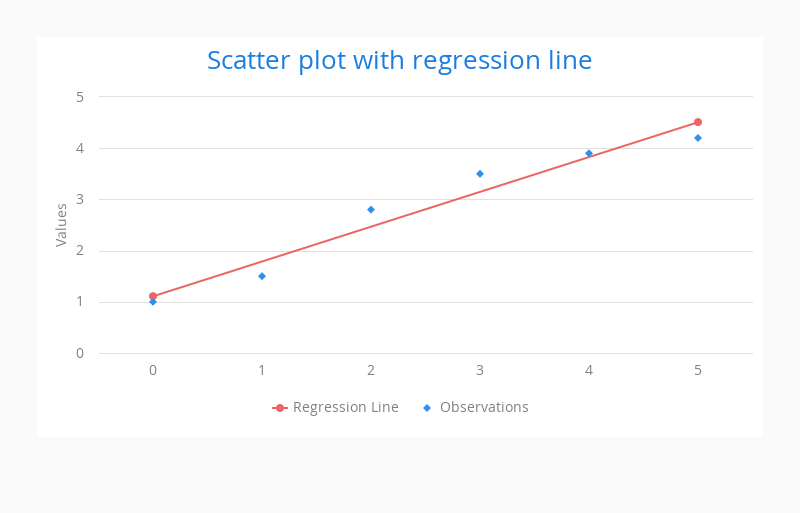 Scatter plot with regression line
5
4
3
2
1
0
Values
0 1 2 3 4 5
Regression Line Observations